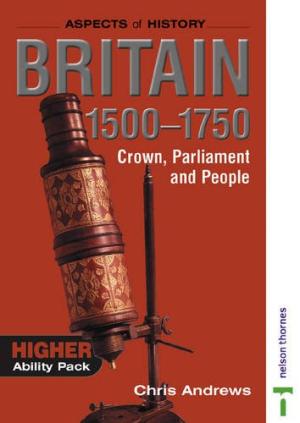 ASPECTS of HISTORY
BRITAIN
1500–1750
Crown, Parliament
and People
HIGHER
Ability Pack
Chris Andrews
nelson thornes